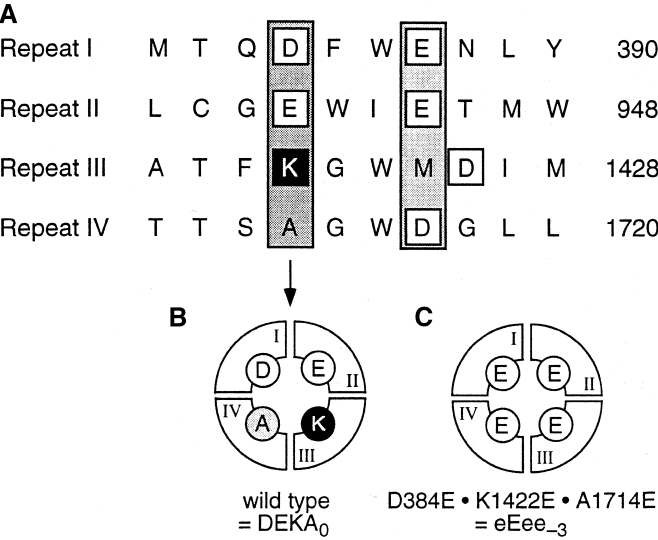 A
Repeat I M T Q D F W E N L Y 390
Repeat II L C G E W I E T M W 948
Repeat III A T F K G W M D I M 1428
Repeat IV T T S A G W D G L L 1720
B C
I I
D E E E
II II
IV IV
A K E E
III III
wild type D384E • K1422E • A1714E
= DEKA0 = eEee−3